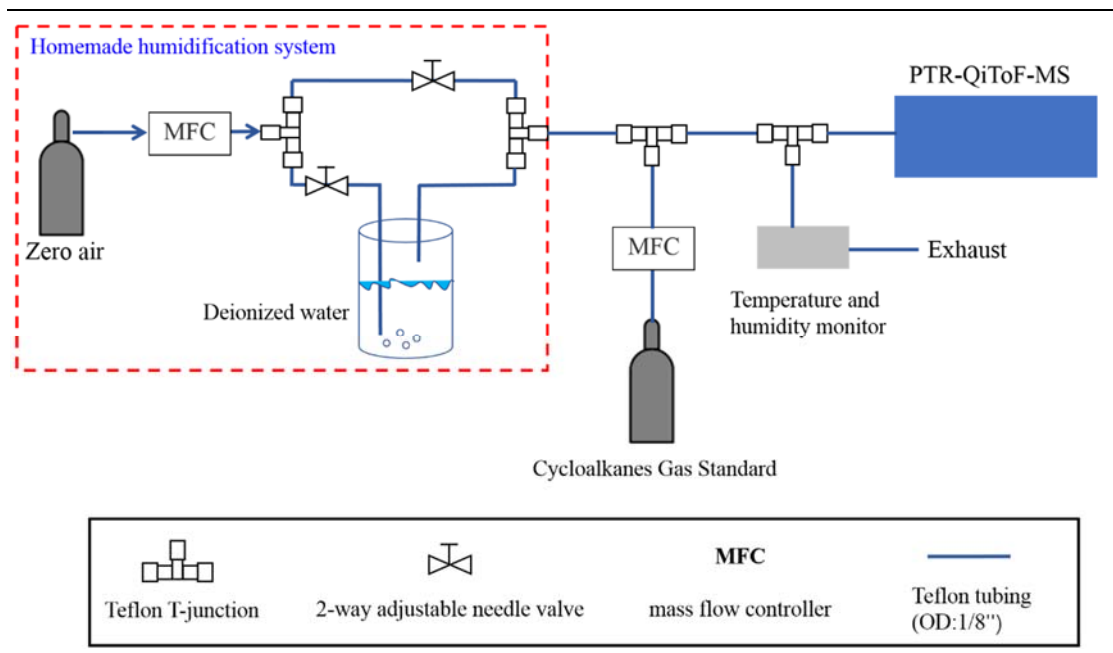 Homemade humidification system
PTR-QiToF-MS
MFC
Zero air
MFC
Exhaust
Deionized water
Temperature and
humidity monitor
Cycloalkanes Gas Standard
MFC
Teflon T-junction
2-way adjustable needle valve
mass flow controller
Teflon tubing
(OD:1/8")